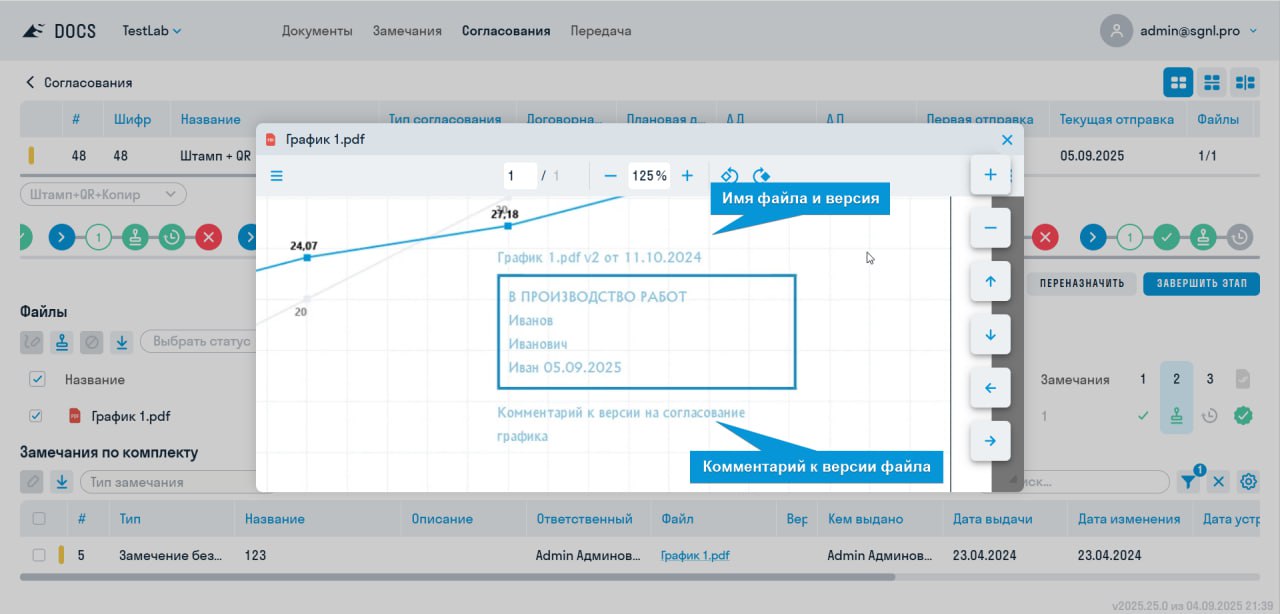 DOCS TestLab Документы Замечания Согласования Передача admin@sgnl.pro
Согласования
# Шифр Название Тип согласования Договорна... Плановая д... А Д А Д Первая отправка Текущая отправка Файлы
48 48 Штамп + QR 05.09.2025 1/1
График 1.pdf
1 / 1 125%
Штамп+QR+Копир
Имя файла и версия
20
27,18
24,07
20
График 1.pdf v2 от 11.10.2024
В ПРОИЗВОДСТВО РАБОТ
Иванов
Иванович
Иван 05.09.2025
Комментарий к версии на согласование
графика
Комментарий к версии файла
1 1
ПЕРЕНАЗНАЧИТЬ ЗАВЕРШИТЬ ЭТАП
Файлы
Выбрать статус
Название Замечания 1 2 3
График 1.pdf 1
Замечания по комплекту
Тип замечания иск... 1
# Тип Название Описание Ответственный Файл Вер Кем выдано Дата выдачи Дата изменения Дата устр
5 Замечение без... 123 Admin Админов... График 1.pdf Admin Админов... 23.04.2024 23.04.2024
v2025.25.0 из 04.09.2025 21:39